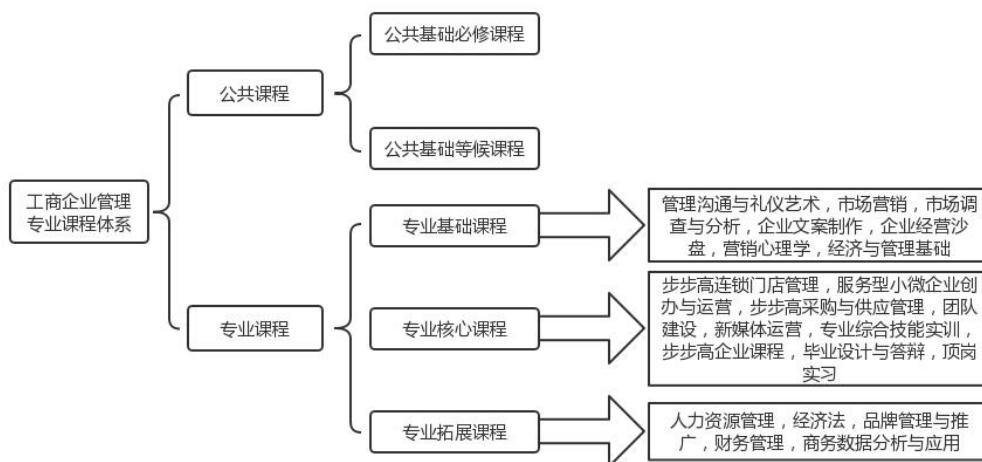 公共基础必修课程
公共课程
公共基础等候课程
工商企业管理
专业课程体系
专业基础课程
管理沟通与礼仪艺术，市场营销，市场调
查与分析，企业文案制作，企业经营沙
盘，营销心理学，经济与管理基础
专业课程
专业核心课程
步步高连锁门店管理，服务型小微企业创
办与运营，步步高采购与供应管理，团队
建设，新媒体运营，专业综合技能实训，
步步高企业课程，毕业设计与答辩，顶岗
实习
专业拓展课程
人力资源管理，经济法，品牌管理与推
广，财务管理，商务数据分析与应用